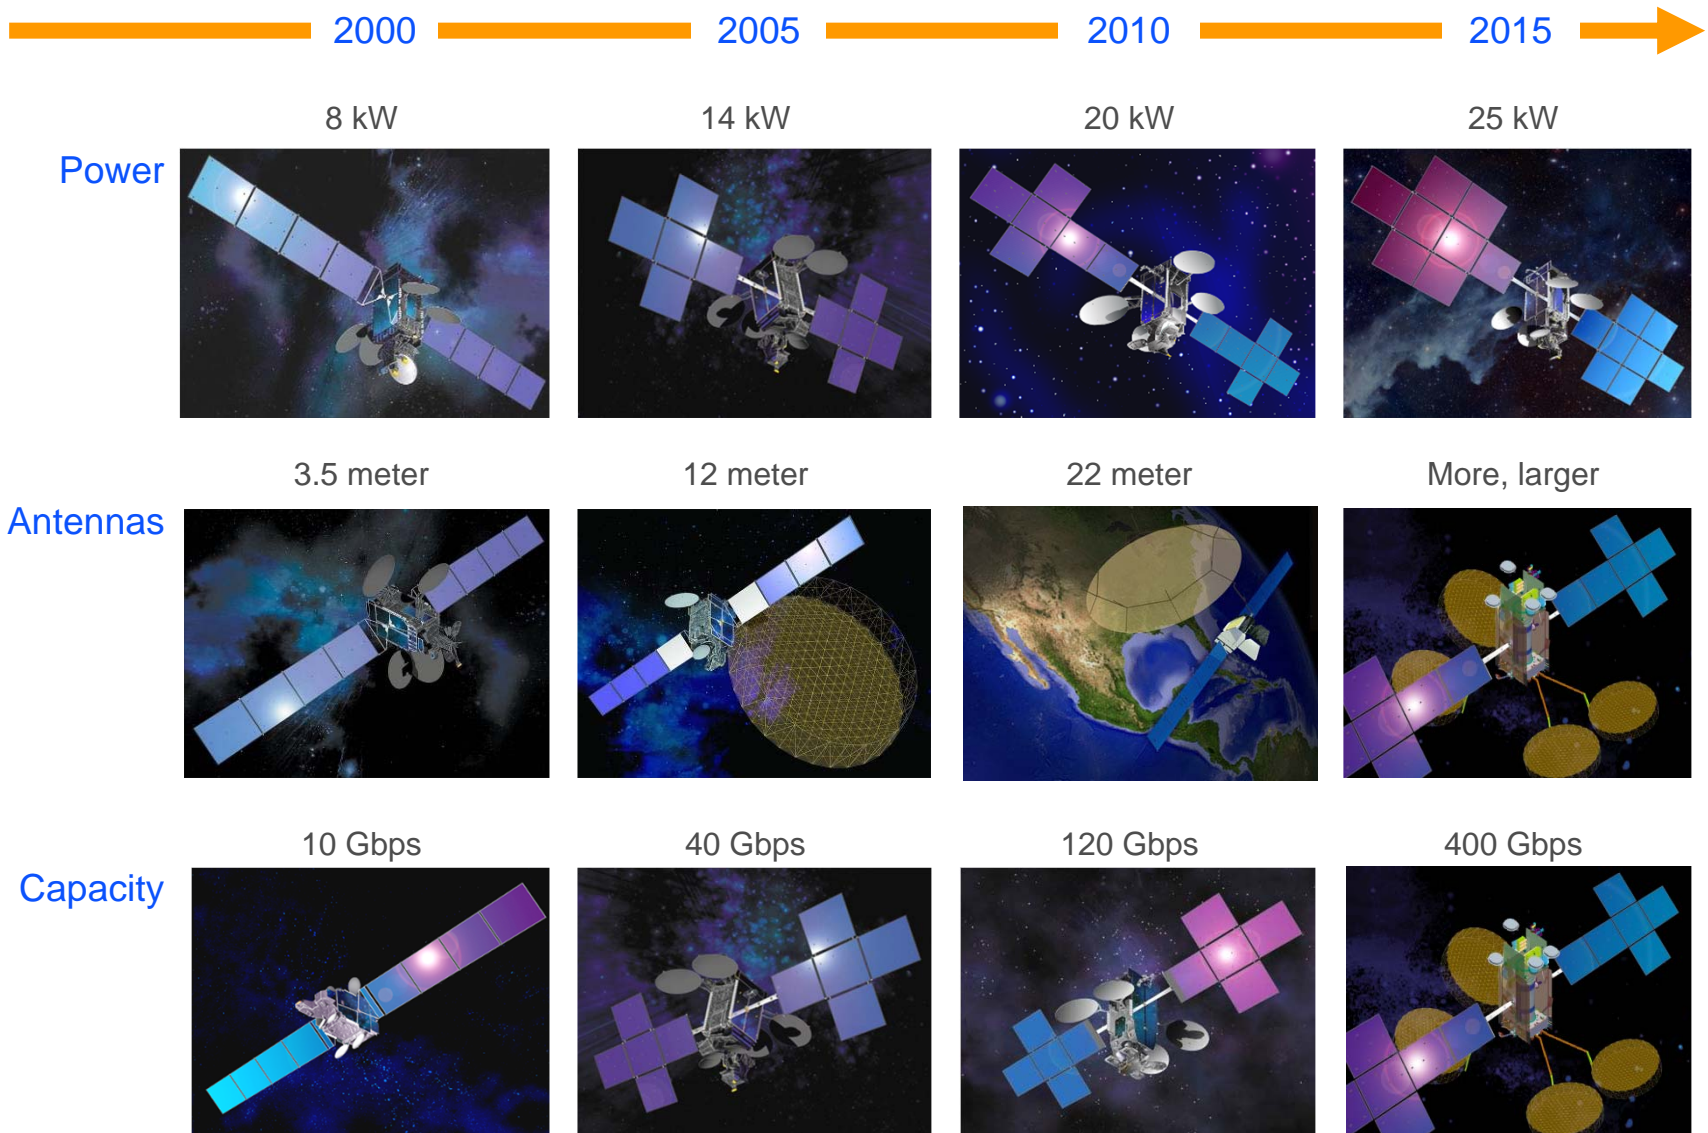 2000 2005 2010 2015
8 kW 14 kW 20 kW 25 kW
Power
3.5 meter 12 meter 22 meter More, larger
Antennas
10 Gbps 40 Gbps 120 Gbps 400 Gbps
Capacity